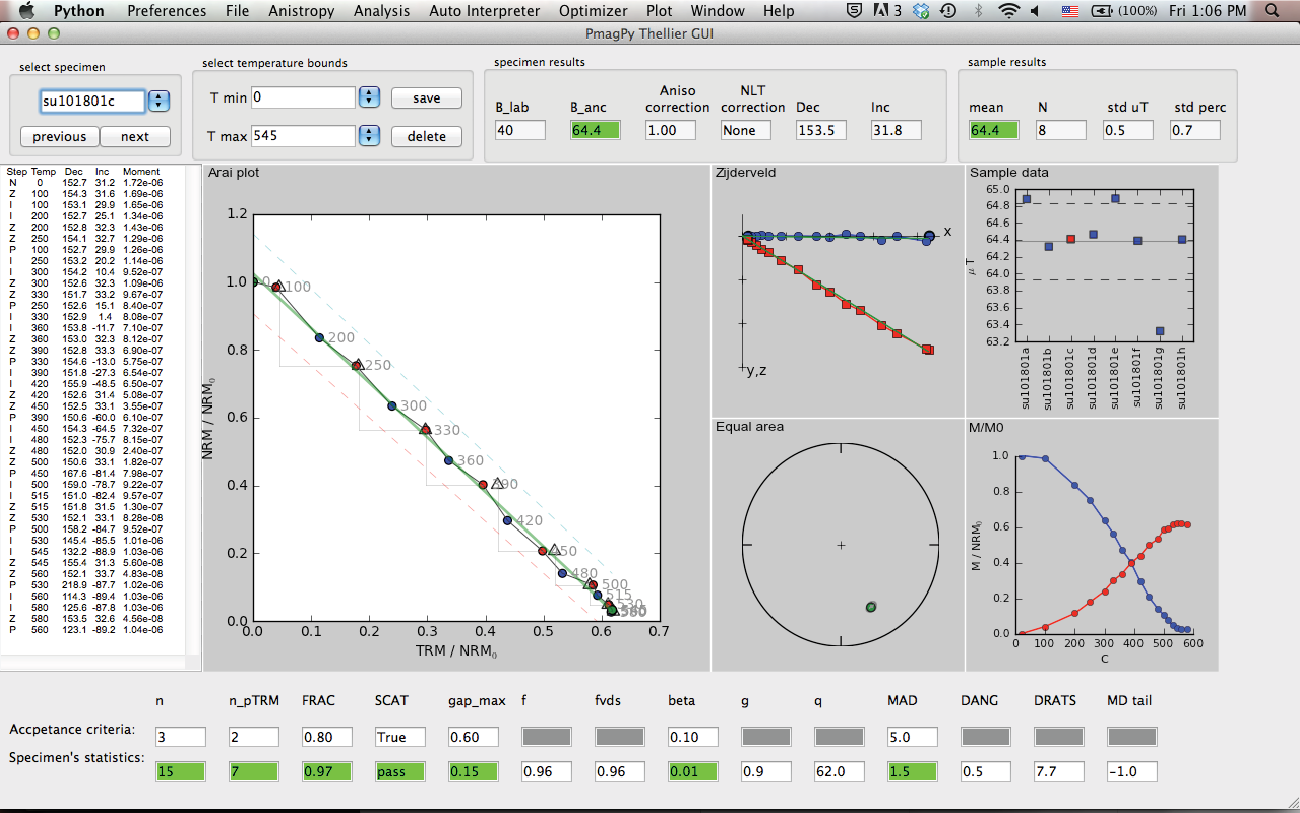 Python Preferences File Anistropy Analysis Auto Interpreter Optimizer Plot Window Help 3 (100%) Fri 1:06 PM
PmagPy Thellier GUI
select specimen
su101801c
previous next
select temperature bounds
T min 0 save
T max 545 delete
specimen results
B_lab B_anc Aniso correction NLT correction Dec Inc
40 64.4 1.00 None 153.5 31.8
sample results
mean N std uT std perc
64.4 8 0.5 0.7
Step Temp Dec Inc Moment
N 0 152.7 31.2 1.72e-06
Z 100 154.3 31.6 1.69e-06
I 100 153.1 29.9 1.65e-06
I 200 152.7 25.1 1.34e-06
Z 200 152.8 32.3 1.43e-06
Z 250 154.1 32.7 1.29e-06
P 100 152.7 29.9 1.26e-06
I 250 153.2 20.2 1.14e-06
I 300 154.2 10.4 9.52e-07
Z 300 152.6 32.3 1.09e-06
Z 330 151.7 33.2 9.67e-07
P 250 152.6 15.1 8.40e-07
I 330 152.9 1.4 8.08e-07
I 360 153.8 -11.7 7.10e-07
Z 360 153.0 32.3 8.12e-07
Z 390 152.8 33.3 6.90e-07
P 330 154.6 -13.0 5.75e-07
I 390 151.8 -27.3 6.54e-07
I 420 155.9 -48.5 6.50e-07
Z 420 152.6 31.4 5.08e-07
Z 450 152.5 33.1 3.55e-07
P 390 150.6 -60.0 6.10e-07
I 450 154.3 -64.5 7.32e-07
I 480 152.3 -75.7 8.15e-07
Z 480 152.0 30.9 2.40e-07
Z 500 150.6 33.1 1.82e-07
P 450 167.6 -81.4 7.98e-07
I 500 159.0 -78.7 9.22e-07
I 515 151.0 -82.4 9.57e-07
Z 515 151.8 31.5 1.30e-07
Z 530 152.1 33.1 8.28e-08
P 500 158.2 -84.7 9.52e-07
I 530 145.4 -85.5 1.01e-06
I 545 132.2 -88.9 1.03e-06
Z 545 155.4 31.3 5.60e-08
Z 560 152.1 33.7 4.83e-08
P 530 218.9 -87.7 1.02e-06
I 560 114.3 -89.4 1.03e-06
I 580 125.6 -87.8 1.03e-06
Z 580 153.5 32.6 4.56e-08
P 560 123.1 -89.2 1.04e-06
Arai plot
1.2
1.0
0.8
0.6
0.4
0.2
0.0
NRM / NRM₀
0 100
200
250
300
330
360
390
420
450
480
500
515
530
0.0 0.1 0.2 0.3 0.4 0.5 0.6 0.7
TRM / NRM₀
Zijderveld
x
y,z
Sample data
65.0
64.8
64.6
64.4
64.2
64.0
63.8
63.6
63.4
63.2
μ T
su101801a
su101801b
su101801c
su101801d
su101801e
su101801f
su101801g
su101801h
Equal area
M/M0
1.0
0.8
0.6
0.4
0.2
0.0
M / NRM₀
0 100 200 300 400 500 600
C
n n_pTRM FRAC SCAT gap_max f fvds beta g q MAD DANG DRATS MD tail
Accpetance criteria: 3 2 0.80 True 0.60 0.10 5.0
Specimen's statistics: 15 7 0.97 pass 0.15 0.96 0.96 0.01 0.9 62.0 1.5 0.5 7.7 -1.0